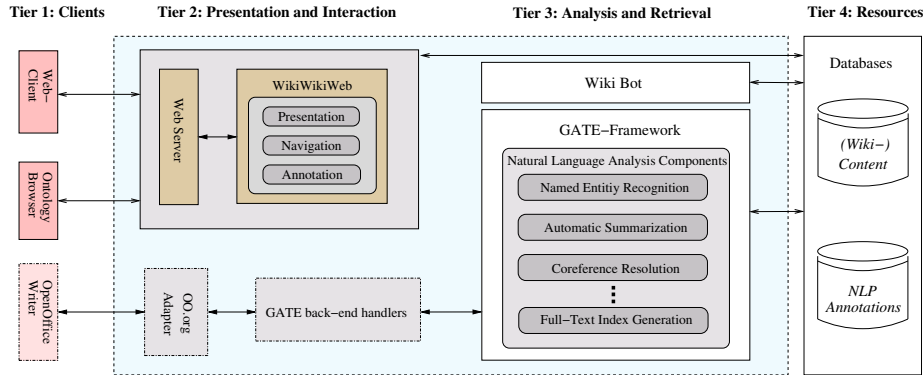 Tier 1: Clients
Tier 2: Presentation and Interaction
Tier 3: Analysis and Retrieval
Tier 4: Resources
Web−
Client
Ontology
Browser
OpenOffice
Writer
Web Server
WikiWikiWeb
Presentation
Navigation
Annotation
OO.org
Adapter
GATE back−end handlers
Wiki Bot
GATE−Framework
Natural Language Analysis Components
Named Entitiy Recognition
Automatic Summarization
Coreference Resolution
Full−Text Index Generation
Databases
(Wiki−)
Content
NLP
Annotations